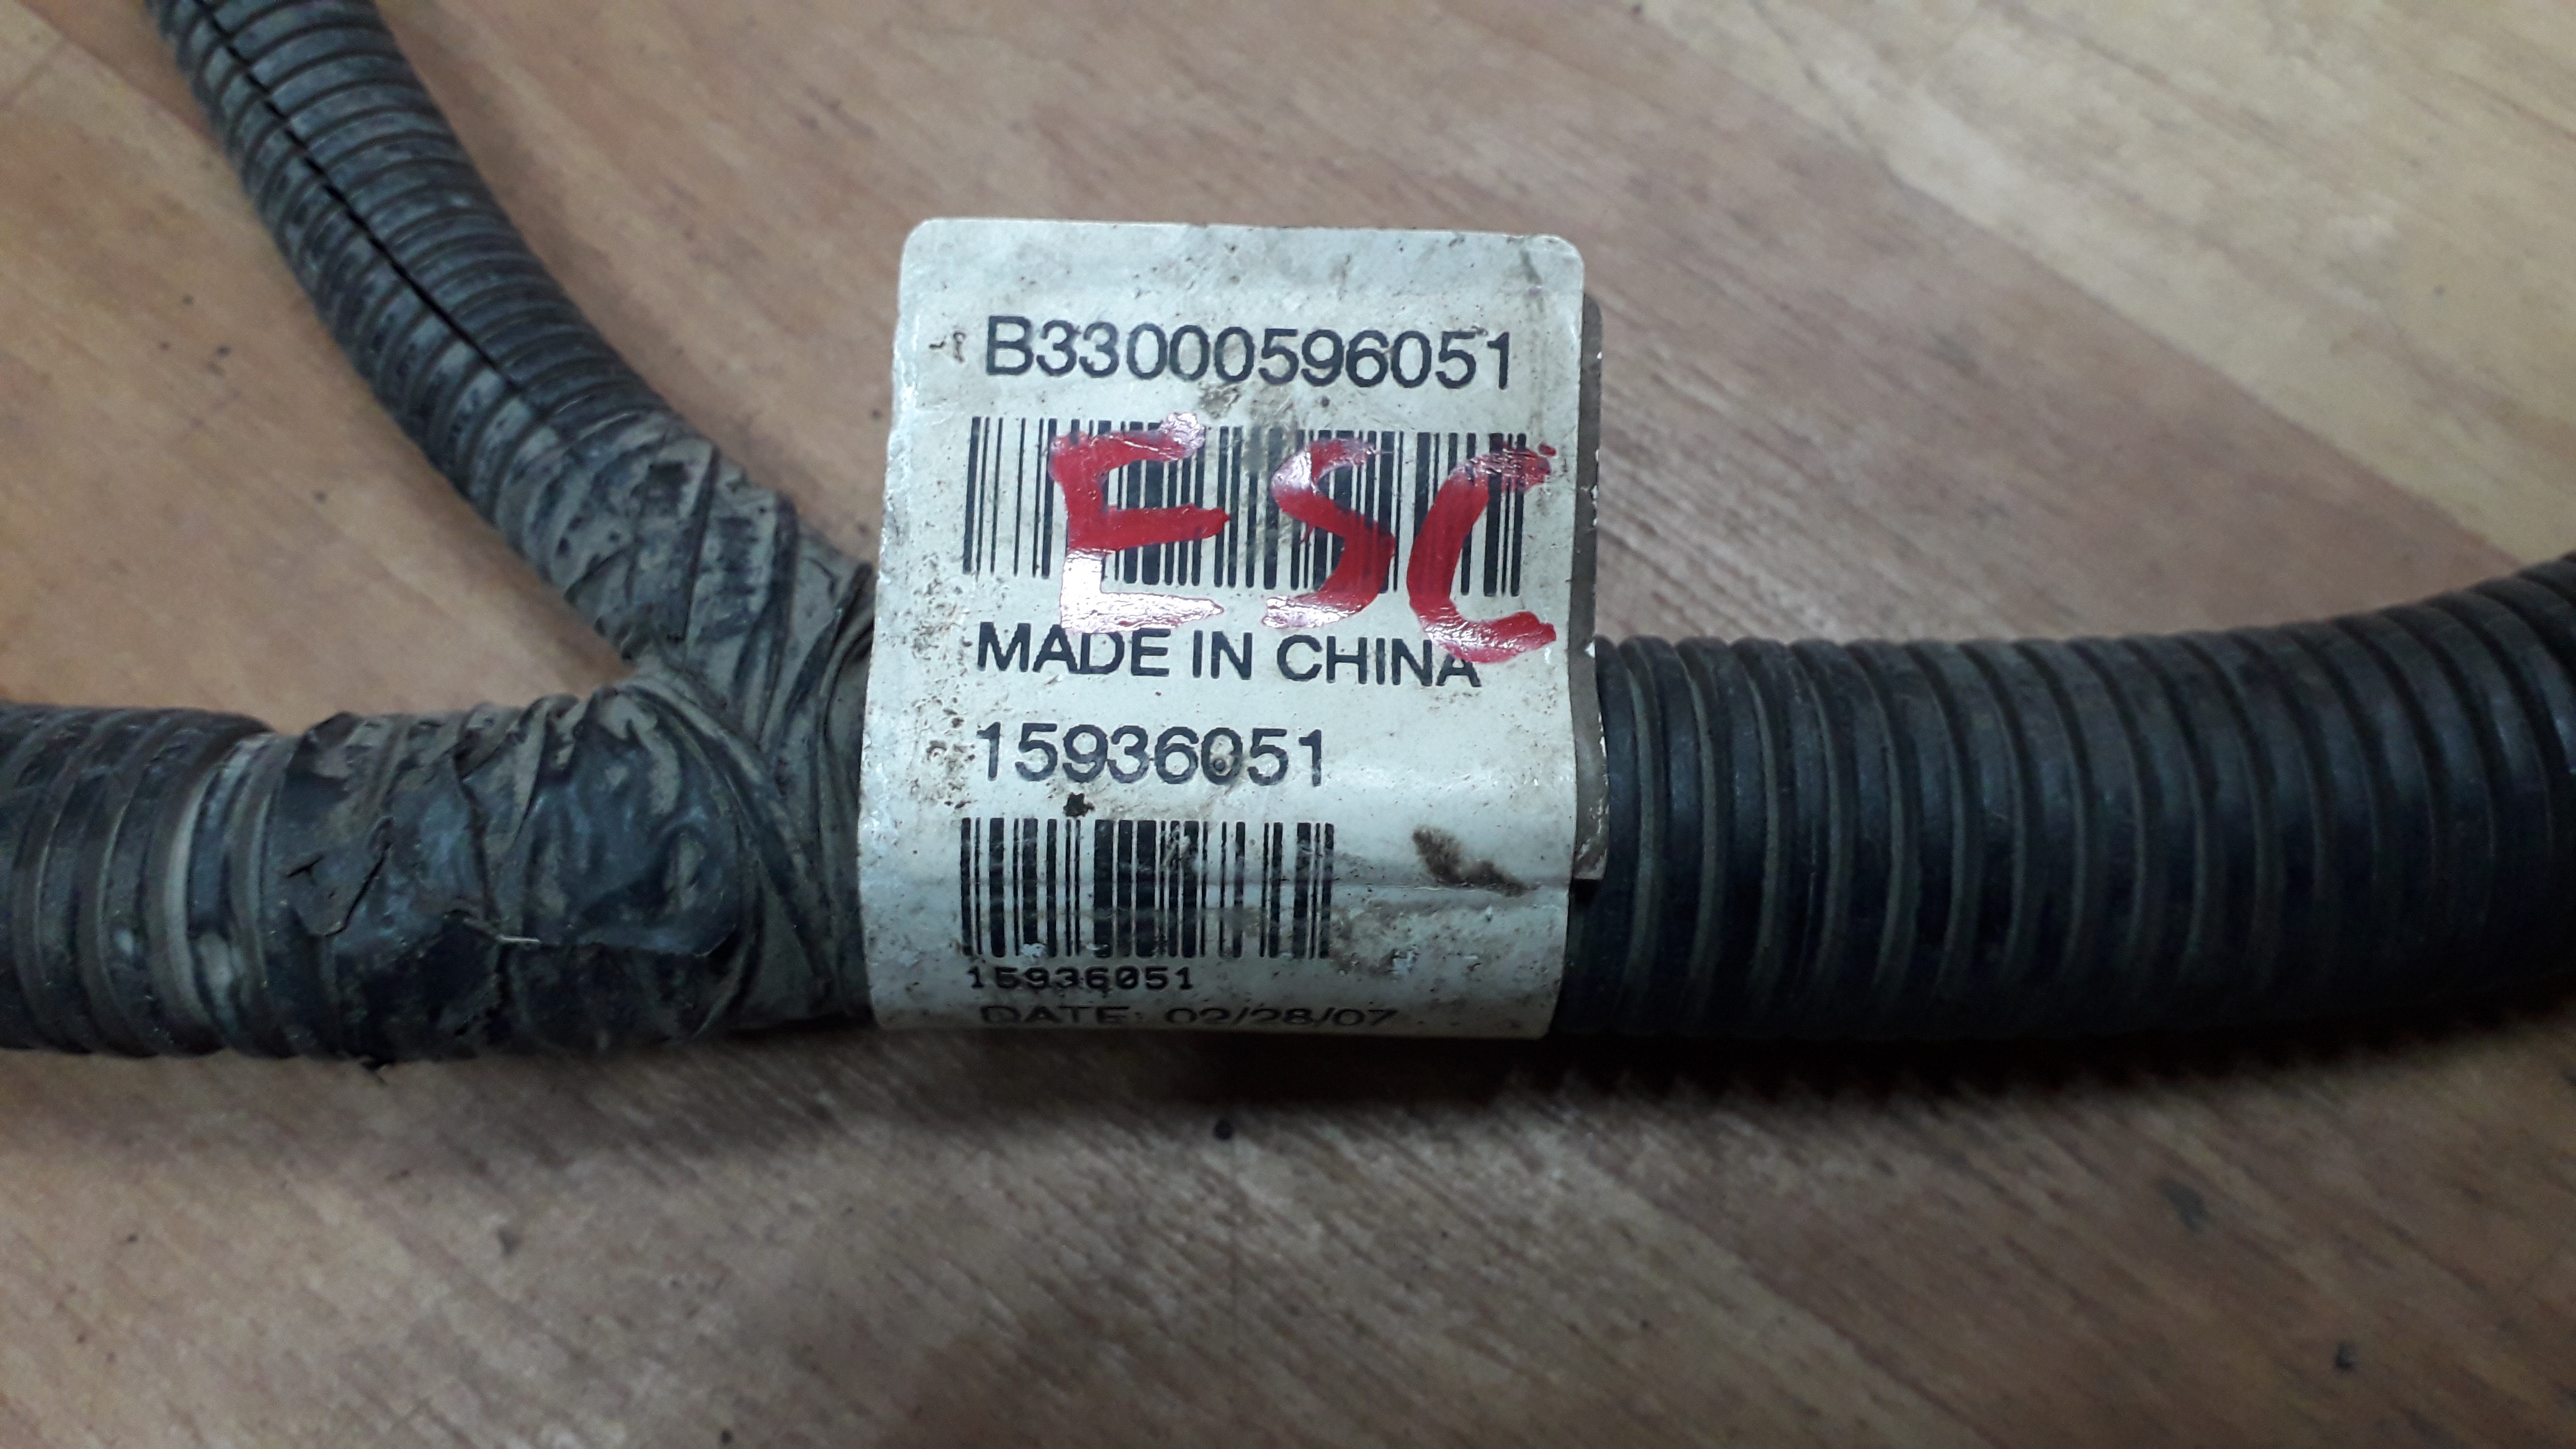 B33000596051
ESC
MADE IN CHINA
15936051
15936051
DATE: 02/28/07